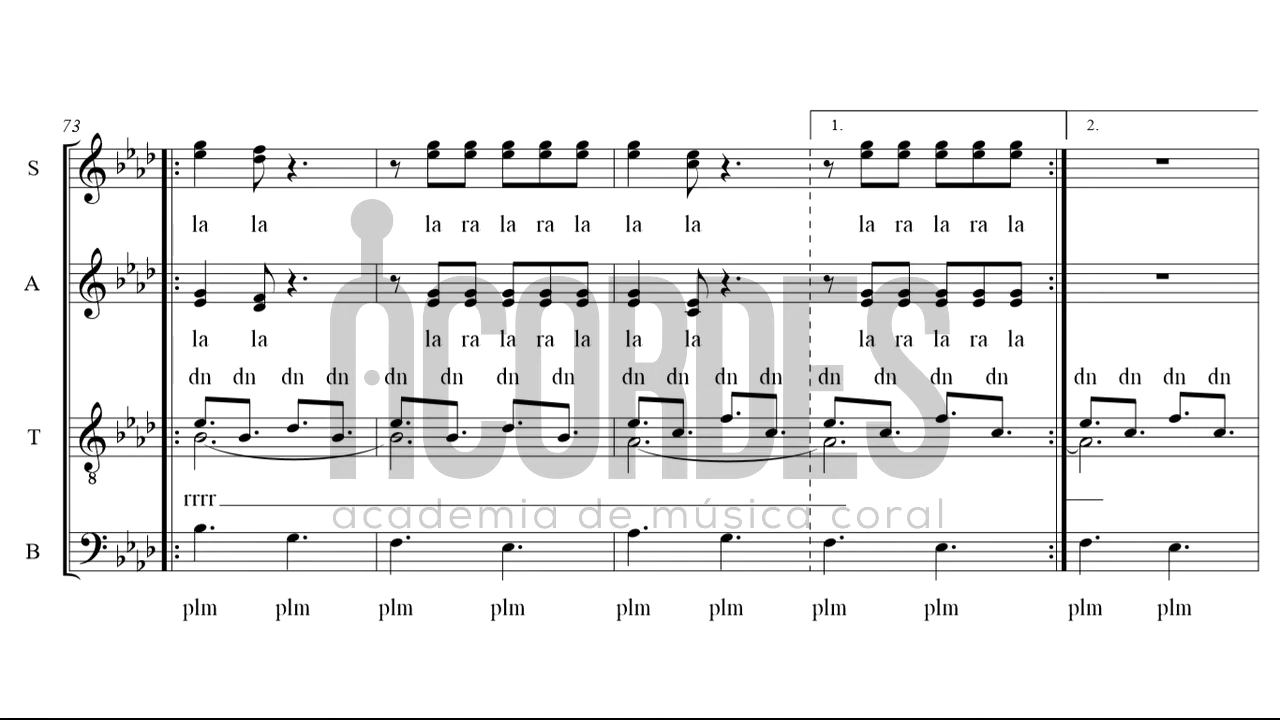 73
1. 2.
S
la la la ra la ra la la la la ra la ra la
A
la la la ra la ra la la la la ra la ra la
ACORDES
dn dn dn dn dn dn dn dn dn dn dn dn dn dn dn dn dn dn dn dn
T
8
rrrr
academia de música coral
B
plm plm plm plm plm plm plm plm plm plm